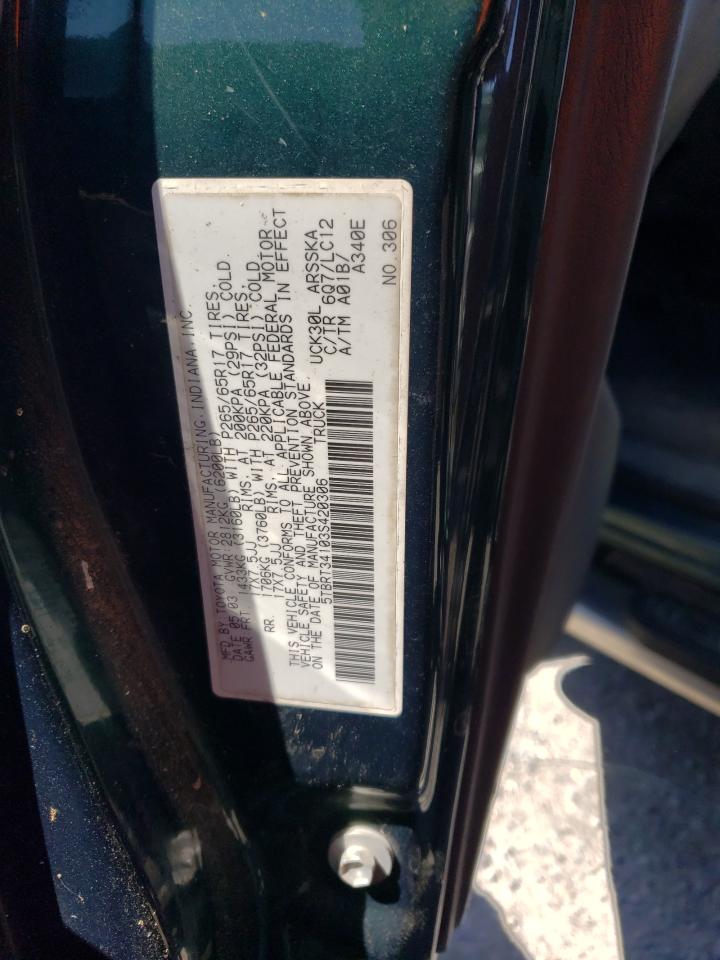 MFD BY TOYOTA MOTOR MANUFACTURING, INDIANA, INC.
DATE 05/03 GVWR 2812KG (6200LB)
GAWR FRT. 1433KG (3160LB) WITH P265/65R17 TIRES.
17X7.5JJ RIMS. AT 200KPA (29PSI) COLD.
RR. 1706KG (3760LB) WITH P265/65R17 TIRES.
17X7.5JJ RIMS. AT 220KPA (32PSI) COLD.
THIS VEHICLE CONFORMS TO ALL APPLICABLE FEDERAL MOTOR
VEHICLE SAFETY AND THEFT PREVENTION STANDARDS IN EFFECT
ON THE DATE OF MANUFACTURE SHOWN ABOVE.
5TBRT34103S420306 TRUCK
UCK30L ARSSKA
C/TR 6Q7/LC12
A/TM A01B/
A340E
NO.306